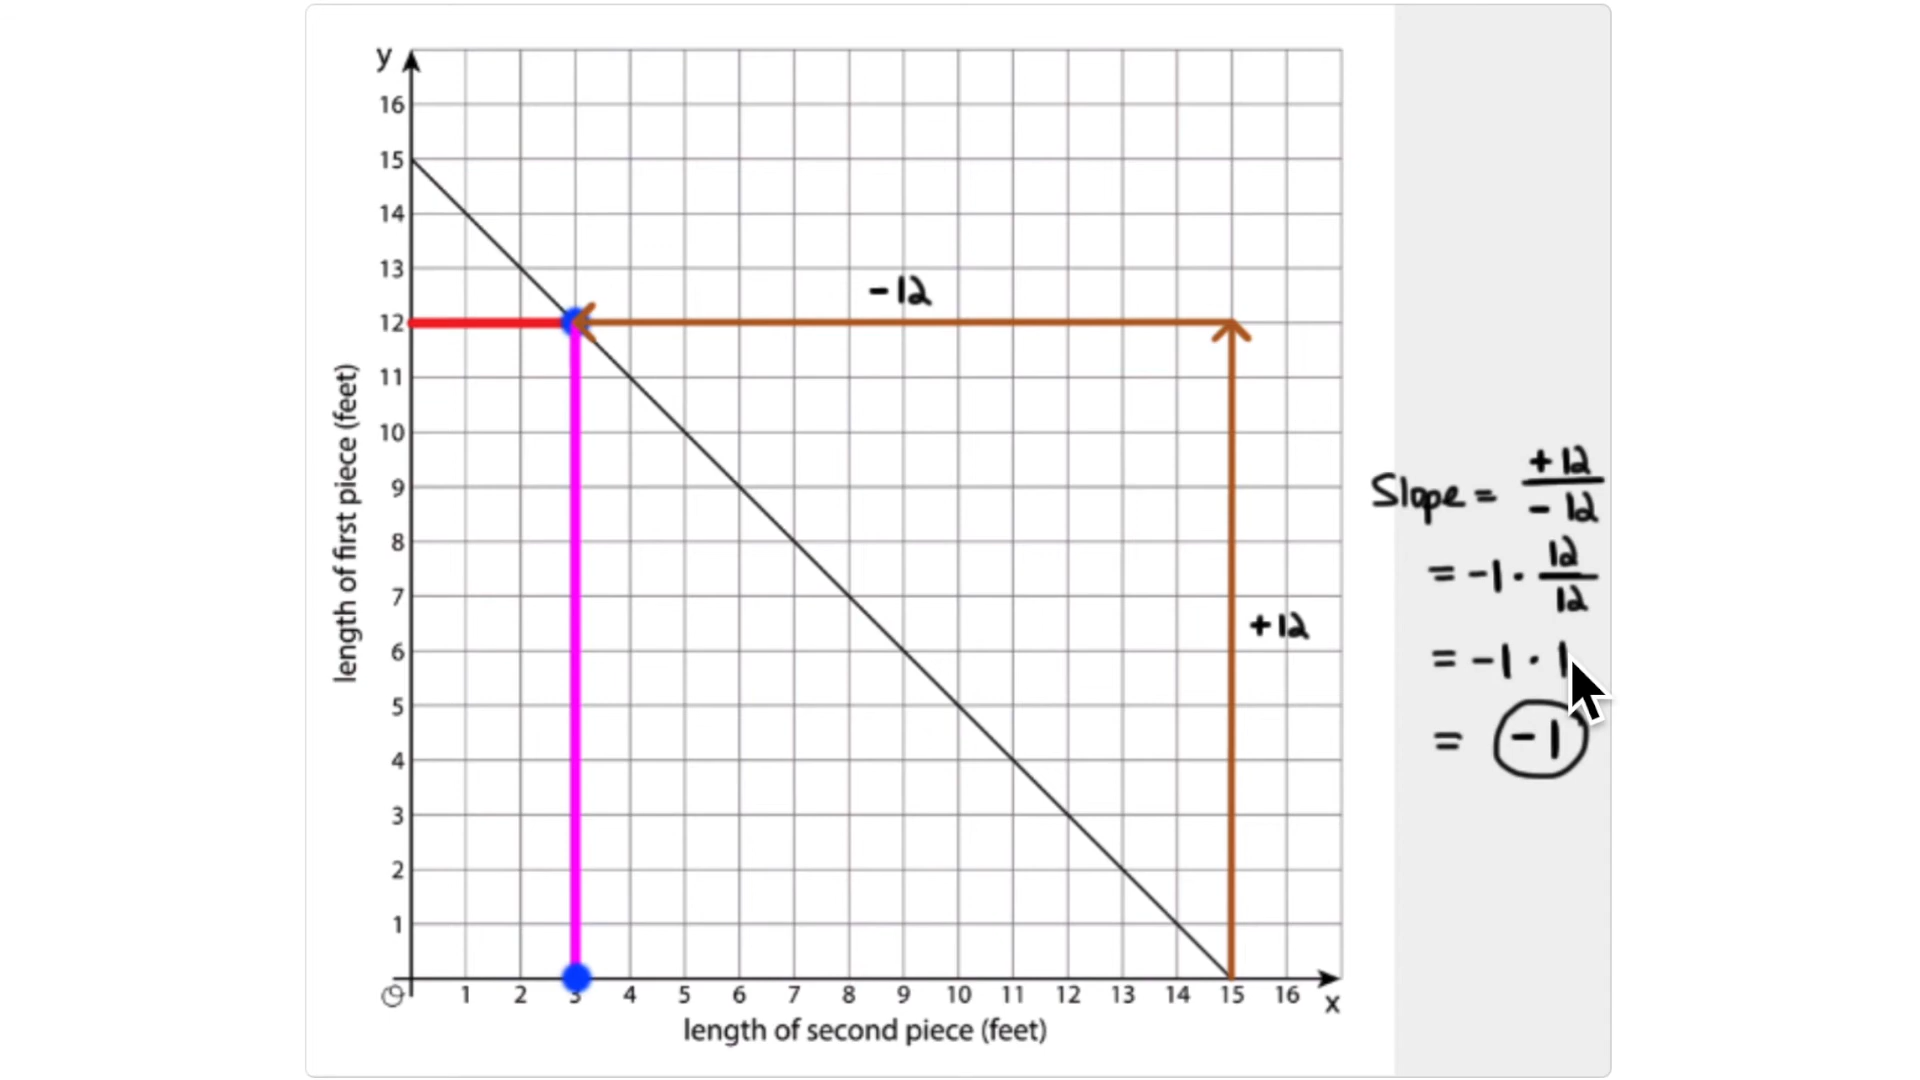 y
16
15
14
13
12
11
10
9
8
7
6
5
4
3
2
1
length of first piece (feet)
-12
+12
1 2 3 4 5 6 7 8 9 10 11 12 13 14 15 16
x
length of second piece (feet)
Slope = +12
- 12
= -1 · 12
12
= -1 · 1
= -1